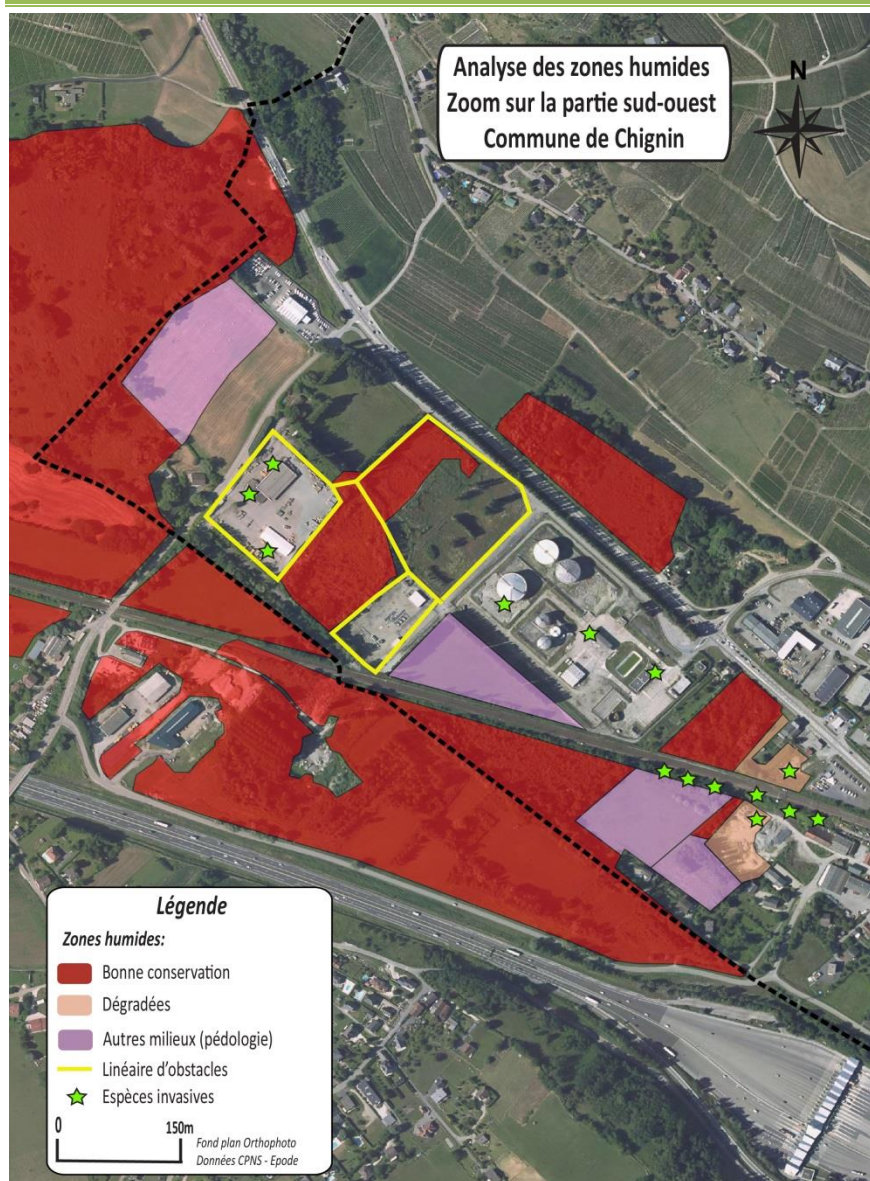 Analyse des zones humides
Zoom sur la partie sud-ouest
Commune de Chignin
N
Légende
Zones humides:
Bonne conservation
Dégradées
Autres milieux (pédologie)
Linéaire d'obstacles
Espèces invasives
0 150m
Fond plan Orthophoto
Données CPNS - Epode